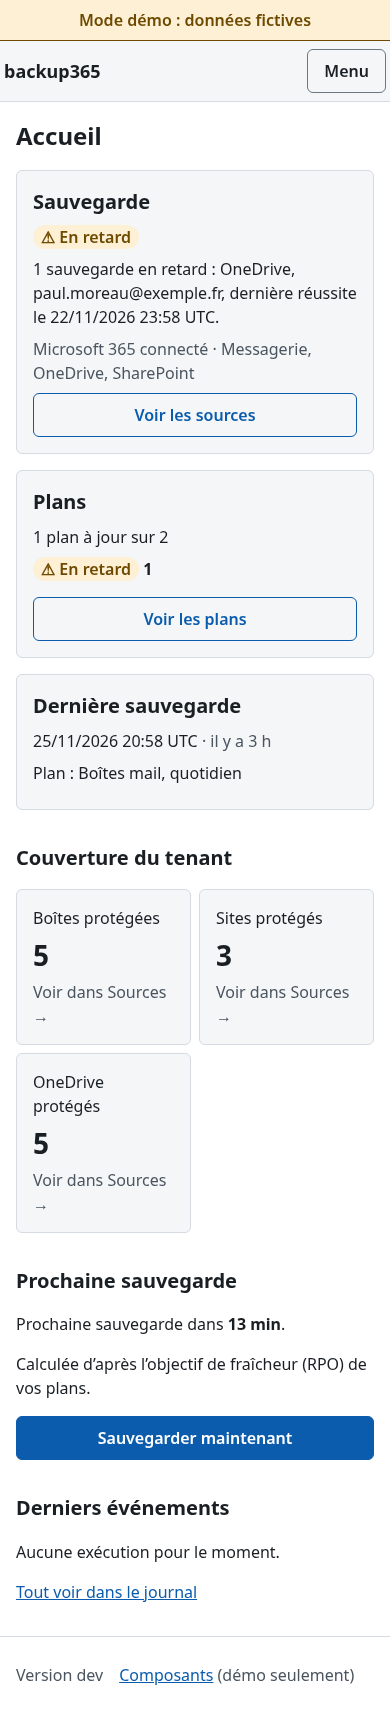 Mode démo : données fictives
backup365
Menu
Accueil
Sauvegarde
⚠ En retard
1 sauvegarde en retard : OneDrive,
paul.moreau@exemple.fr, dernière réussite
le 22/11/2026 23:58 UTC.
Microsoft 365 connecté · Messagerie,
OneDrive, SharePoint
Voir les sources
Plans
1 plan à jour sur 2
⚠ En retard 1
Voir les plans
Dernière sauvegarde
25/11/2026 20:58 UTC · il y a 3 h
Plan : Boîtes mail, quotidien
Couverture du tenant
Boîtes protégées
5
Voir dans Sources
→
Sites protégés
3
Voir dans Sources
→
OneDrive
protégés
5
Voir dans Sources
→
Prochaine sauvegarde
Prochaine sauvegarde dans 13 min.
Calculée d’après l’objectif de fraîcheur (RPO) de
vos plans.
Sauvegarder maintenant
Derniers événements
Aucune exécution pour le moment.
Tout voir dans le journal
Version dev Composants (démo seulement)